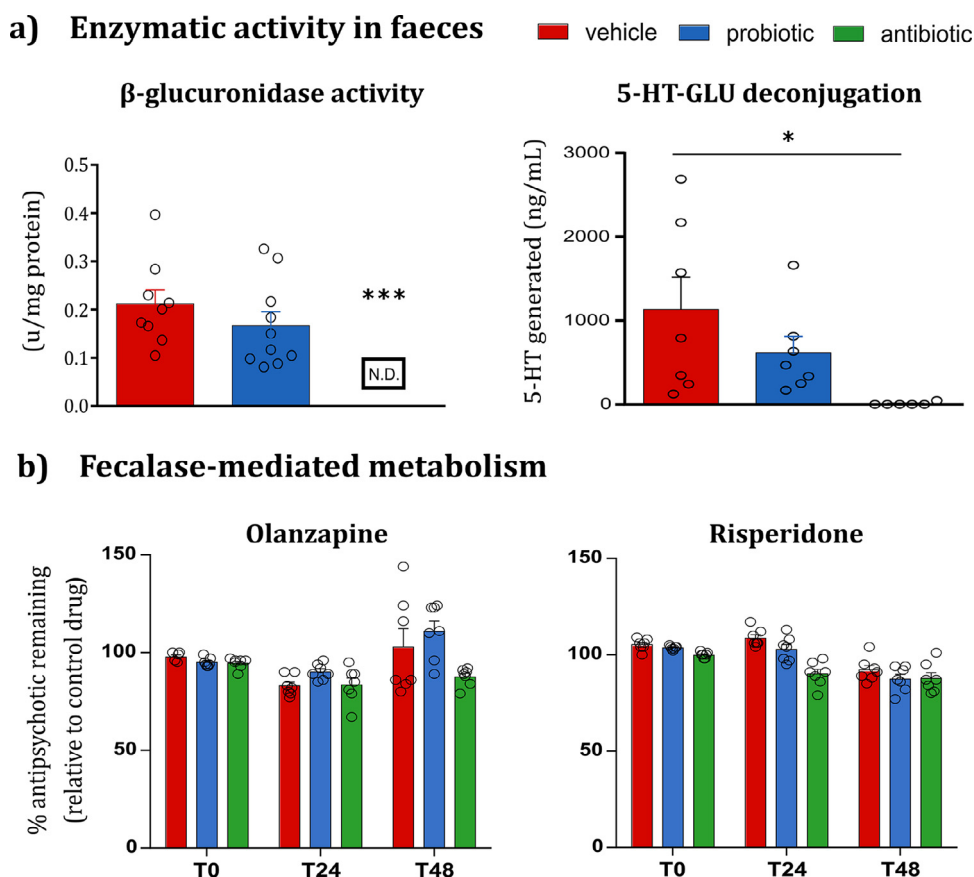 a) Enzymatic activity in faeces
vehicle probiotic antibiotic
β-glucuronidase activity
(u/mg protein)
0.5
0.4
0.3
0.2
0.1
0.0
***
N.D.
5-HT-GLU deconjugation
5-HT generated (ng/mL)
3000
2000
1000
0
*
b) Fecalase-mediated metabolism
% antipsychotic remaining
(relative to control drug)
Olanzapine
150
100
50
0
T0 T24 T48
Risperidone
150
100
50
0
T0 T24 T48